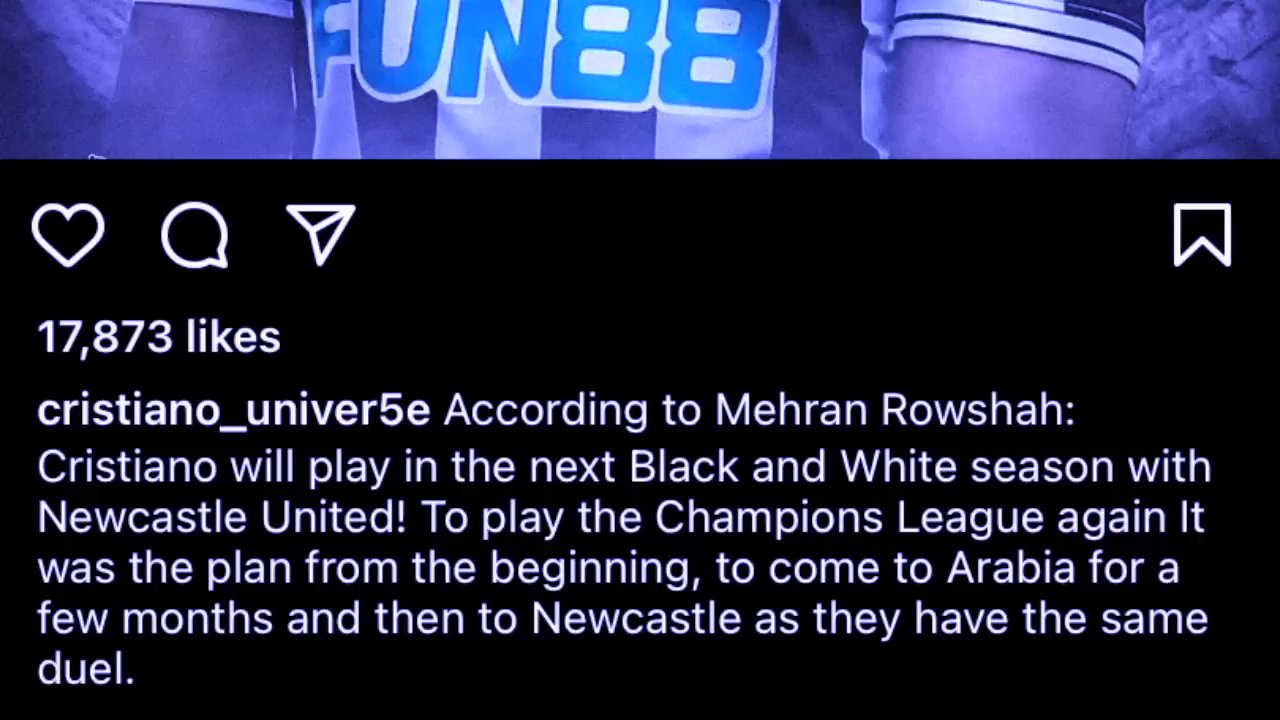 FUN88
17,873 likes
cristiano_univer5e According to Mehran Rowshah:
Cristiano will play in the next Black and White season with
Newcastle United! To play the Champions League again It
was the plan from the beginning, to come to Arabia for a
few months and then to Newcastle as they have the same
duel.